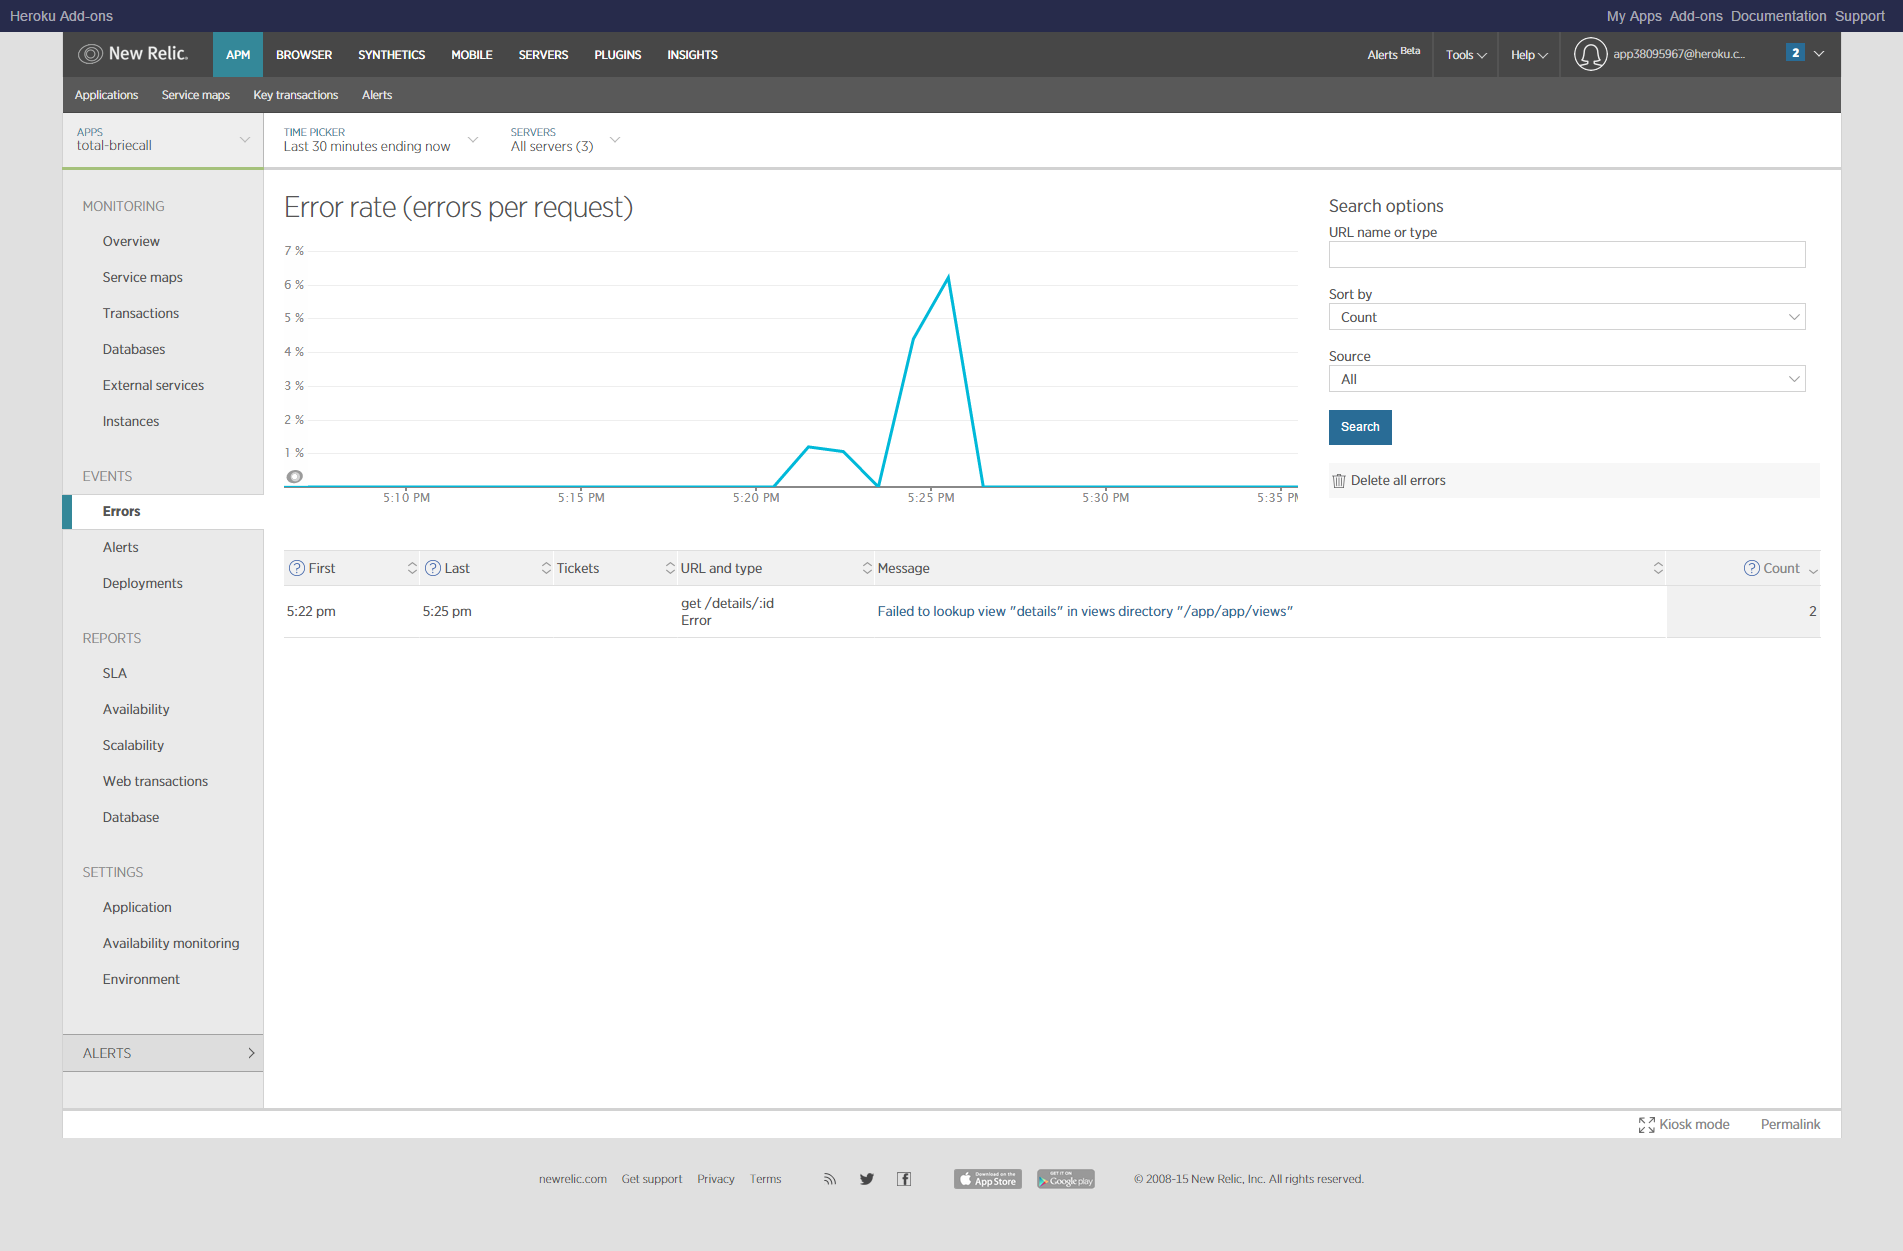 Heroku Add-ons
My Apps Add-ons Documentation Support
New Relic.
APM BROWSER SYNTHETICS MOBILE SERVERS PLUGINS INSIGHTS
Alerts Beta Tools Help app38095967@heroku.c... 2
Applications Service maps Key transactions Alerts
APPS
total-briecall
TIME PICKER
Last 30 minutes ending now
SERVERS
All servers (3)
MONITORING
Overview
Service maps
Transactions
Databases
External services
Instances
EVENTS
Errors
Alerts
Deployments
REPORTS
SLA
Availability
Scalability
Web transactions
Database
SETTINGS
Application
Availability monitoring
Environment
ALERTS
Error rate (errors per request)
7 %
6 %
5 %
4 %
3 %
2 %
1 %
5:10 PM 5:15 PM 5:20 PM 5:25 PM 5:30 PM 5:35 PM
Search options
URL name or type
Sort by
Count
Source
All
Search
Delete all errors
? First ? Last Tickets URL and type Message ? Count
5:22 pm 5:25 pm get /details/:id Failed to lookup view "details" in views directory "/app/app/views" 2
Error
Kiosk mode Permalink
newrelic.com Get support Privacy Terms
Download on the
App Store
GET IT ON
Google play
© 2008-15 New Relic, Inc. All rights reserved.